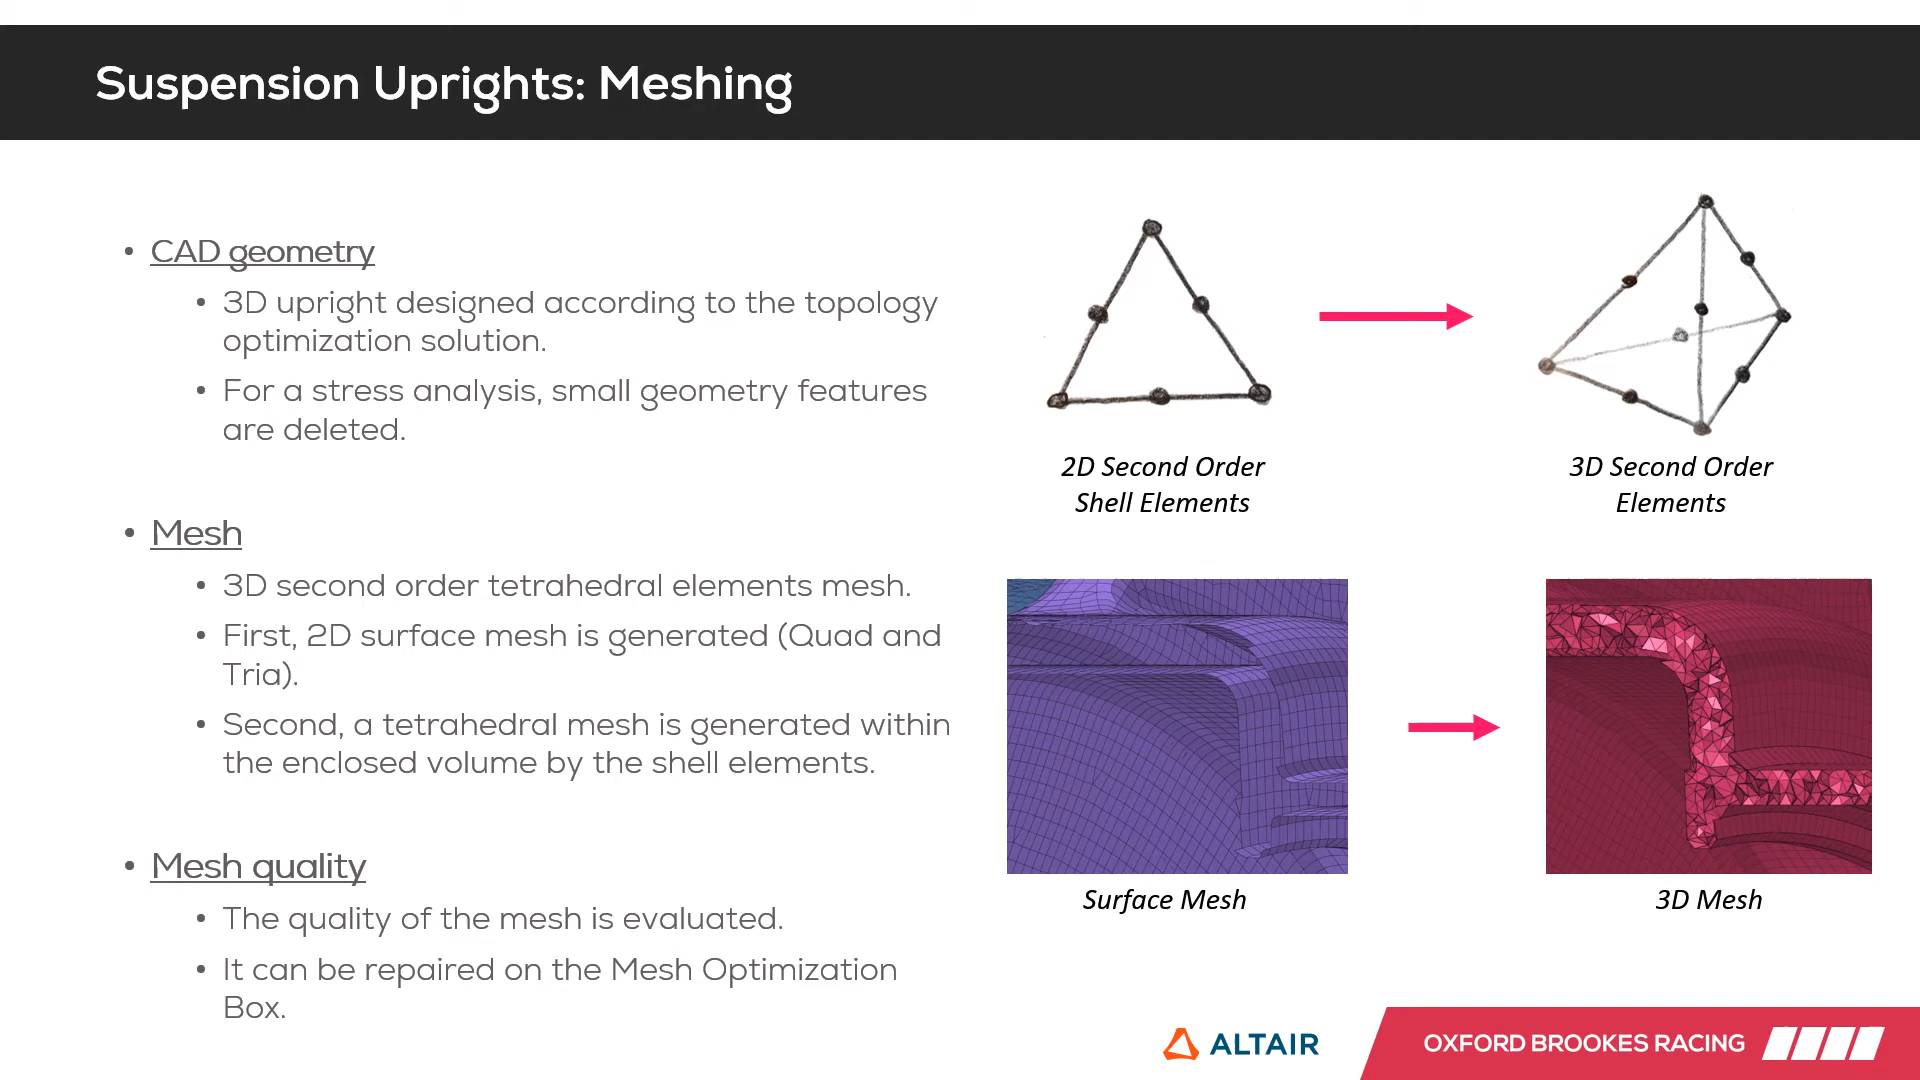 Suspension Uprights: Meshing
• CAD geometry
• 3D upright designed according to the topology
optimization solution.
• For a stress analysis, small geometry features
are deleted.
• Mesh
• 3D second order tetrahedral elements mesh.
• First, 2D surface mesh is generated (Quad and
Tria).
• Second, a tetrahedral mesh is generated within
the enclosed volume by the shell elements.
• Mesh quality
• The quality of the mesh is evaluated.
• It can be repaired on the Mesh Optimization
Box.
2D Second Order
Shell Elements
3D Second Order
Elements
Surface Mesh
3D Mesh
ALTAIR
OXFORD BROOKES RACING